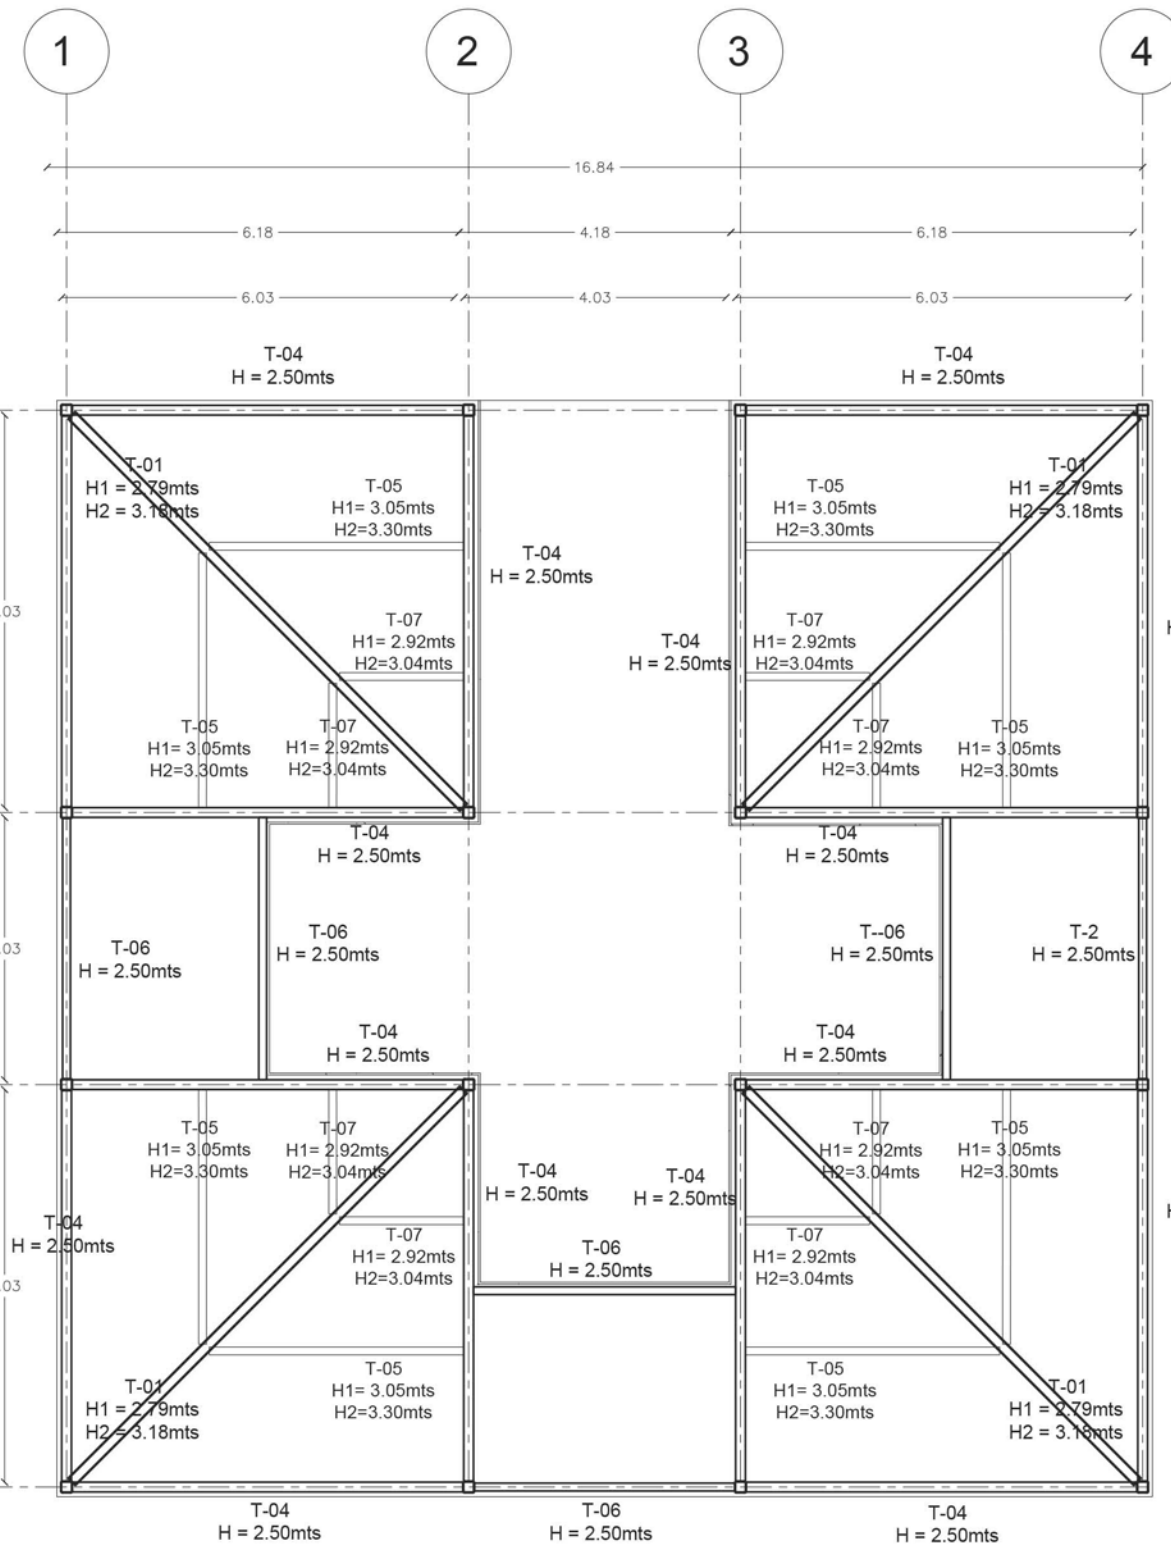 1 2 3 4
16.84
6.18 4.18 6.18
6.03 4.03 6.03
T-04
H = 2.50mts
T-04
H = 2.50mts
T-01
H1 = 2.79mts
H2 = 3.18mts
T-05
H1= 3.05mts
H2=3.30mts
T-04
H = 2.50mts
T-05
H1= 3.05mts
H2=3.30mts
T-01
H1 = 2.79mts
H2 = 3.18mts
.03
T-07
H1= 2.92mts
H2=3.04mts
T-04
H = 2.50mts
T-07
H1= 2.92mts
H2=3.04mts
H
T-05
H1= 3.05mts
H2=3.30mts
T-07
H1= 2.92mts
H2=3.04mts
T-07
H1= 2.92mts
H2=3.04mts
T-05
H1= 3.05mts
H2=3.30mts
T-04
H = 2.50mts
T-04
H = 2.50mts
.03
T-06
H = 2.50mts
T-06
H = 2.50mts
T--06
H = 2.50mts
T-2
H = 2.50mts
T-04
H = 2.50mts
T-04
H = 2.50mts
T-05
H1= 3.05mts
H2=3.30mts
T-07
H1= 2.92mts
H2=3.04mts
T-07
H1= 2.92mts
H2=3.04mts
T-05
H1= 3.05mts
H2=3.30mts
T-04
H = 2.50mts
T-04
H = 2.50mts
T-04
H = 2.50mts
H
.03
T-07
H1= 2.92mts
H2=3.04mts
T-06
H = 2.50mts
T-07
H1= 2.92mts
H2=3.04mts
T-01
H1 = 2.79mts
H2 = 3.18mts
T-05
H1= 3.05mts
H2=3.30mts
T-05
H1= 3.05mts
H2=3.30mts
T-01
H1 = 2.79mts
H2 = 3.18mts
T-04
H = 2.50mts
T-06
H = 2.50mts
T-04
H = 2.50mts